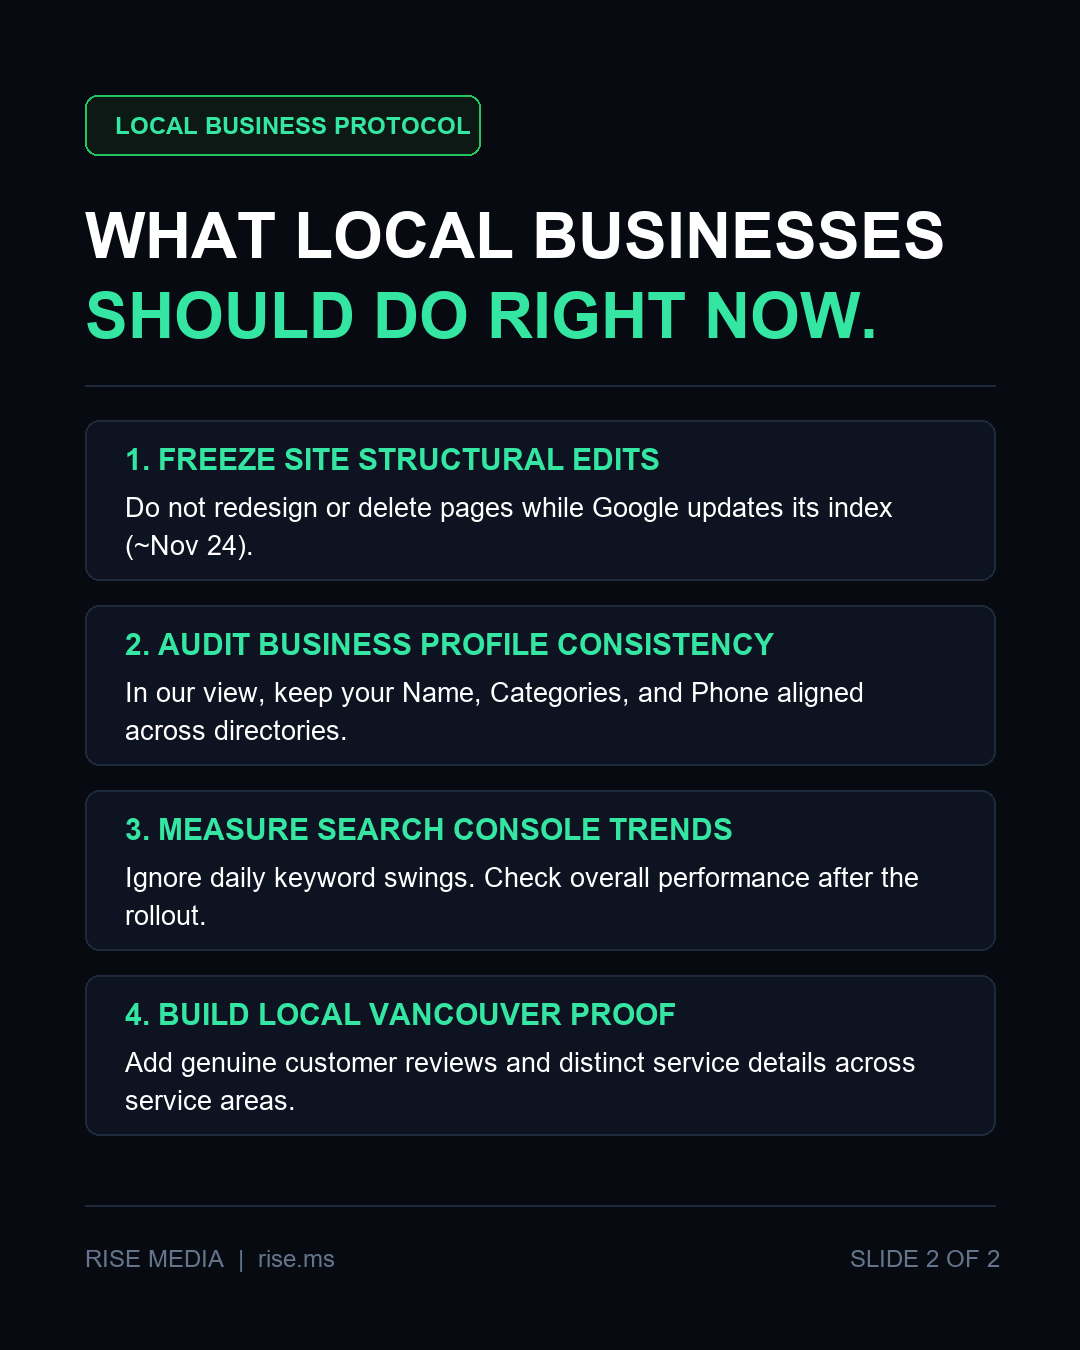 LOCAL BUSINESS PROTOCOL
WHAT LOCAL BUSINESSES
SHOULD DO RIGHT NOW.
1. FREEZE SITE STRUCTURAL EDITS
Do not redesign or delete pages while Google updates its index
(~Nov 24).
2. AUDIT BUSINESS PROFILE CONSISTENCY
In our view, keep your Name, Categories, and Phone aligned
across directories.
3. MEASURE SEARCH CONSOLE TRENDS
Ignore daily keyword swings. Check overall performance after the
rollout.
4. BUILD LOCAL VANCOUVER PROOF
Add genuine customer reviews and distinct service details across
service areas.
RISE MEDIA | rise.ms
SLIDE 2 OF 2